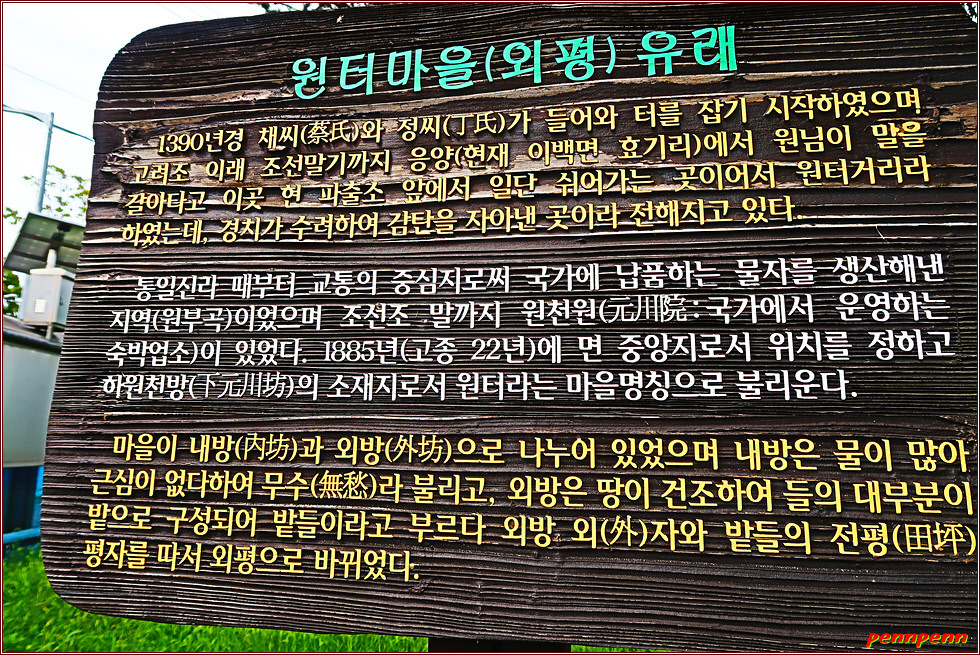 원터마을(외평) 유래
1390년경 채씨(蔡氏)와 정씨(丁氏)가 들어와 터를 잡기 시작하였으며
고려조 이래 조선말기까지 응양(현재 이백면 효기리)에서 원님이 말을
갈아타고 이곳 현 파출소 앞에서 일단 쉬어가는 곳이어서 원터거리라
하였는데, 경치가 수려하여 감탄을 자아낸 곳이라 전해지고 있다.
통일신라 때부터 교통의 중심지로써 국가에 납품하는 물자를 생산해낸
지역(원부곡)이었으며 조선조 말까지 원천원(元川院:국가에서 운영하는
숙박업소)이 있었다. 1885년(고종 22년)에 면 중앙지로서 위치를 정하고
하원천방(下元川坊)의 소재지로서 원터라는 마을명칭으로 불리운다.
마을이 내방(內坊)과 외방(外坊)으로 나누어 있었으며 내방은 물이 많아
근심이 없다하여 무수(無愁)라 불리고, 외방은 땅이 건조하여 들의 대부분이
밭으로 구성되어 밭들이라고 부르다 외방 외(外)자와 밭들의 전평(田坪)
평자를 따서 외평으로 바뀌었다.
pennpenn